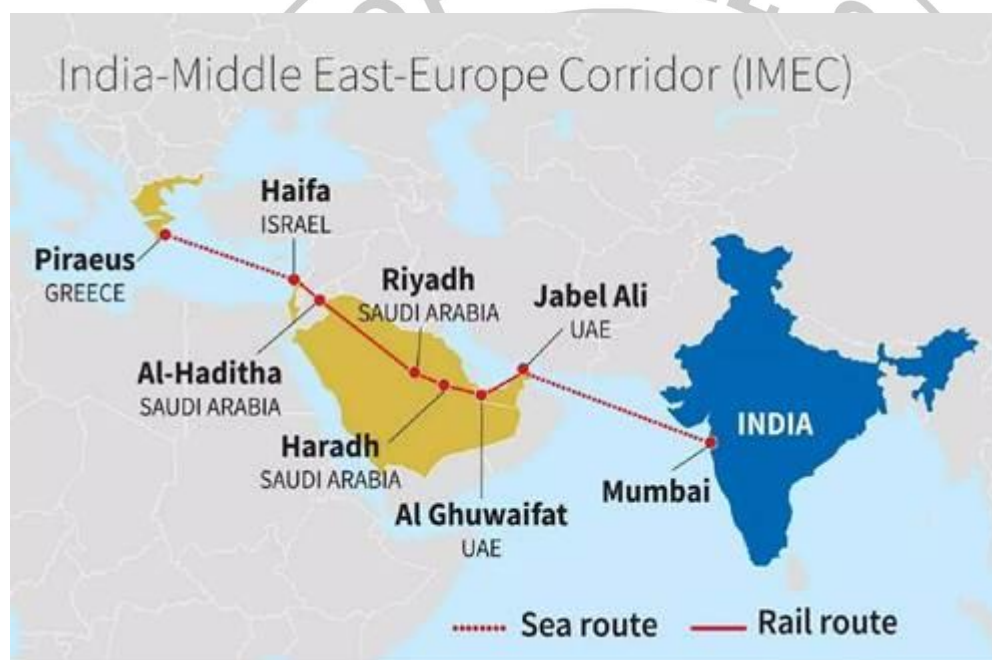 India-Middle East-Europe Corridor (IMEC)
Haifa
ISRAEL
Piraeus
GREECE
Riyadh
SAUDI ARABIA
Jabel Ali
UAE
Al-Haditha
SAUDI ARABIA
Haradh
SAUDI ARABIA
Al Ghuwaifat
UAE
INDIA
Mumbai
Sea route
Rail route